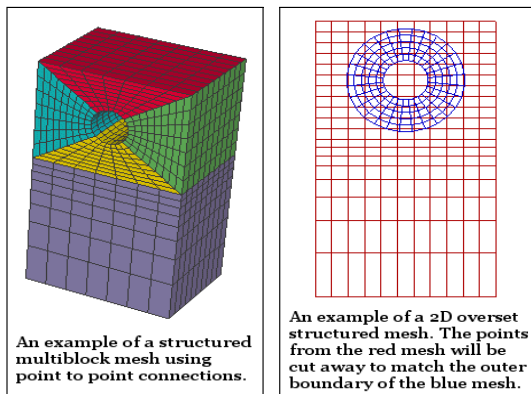 An example of a structured
multiblock mesh using
point to point connections.
An example of a 2D overset
structured mesh. The points
from the red mesh will be
cut away to match the outer
boundary of the blue mesh.